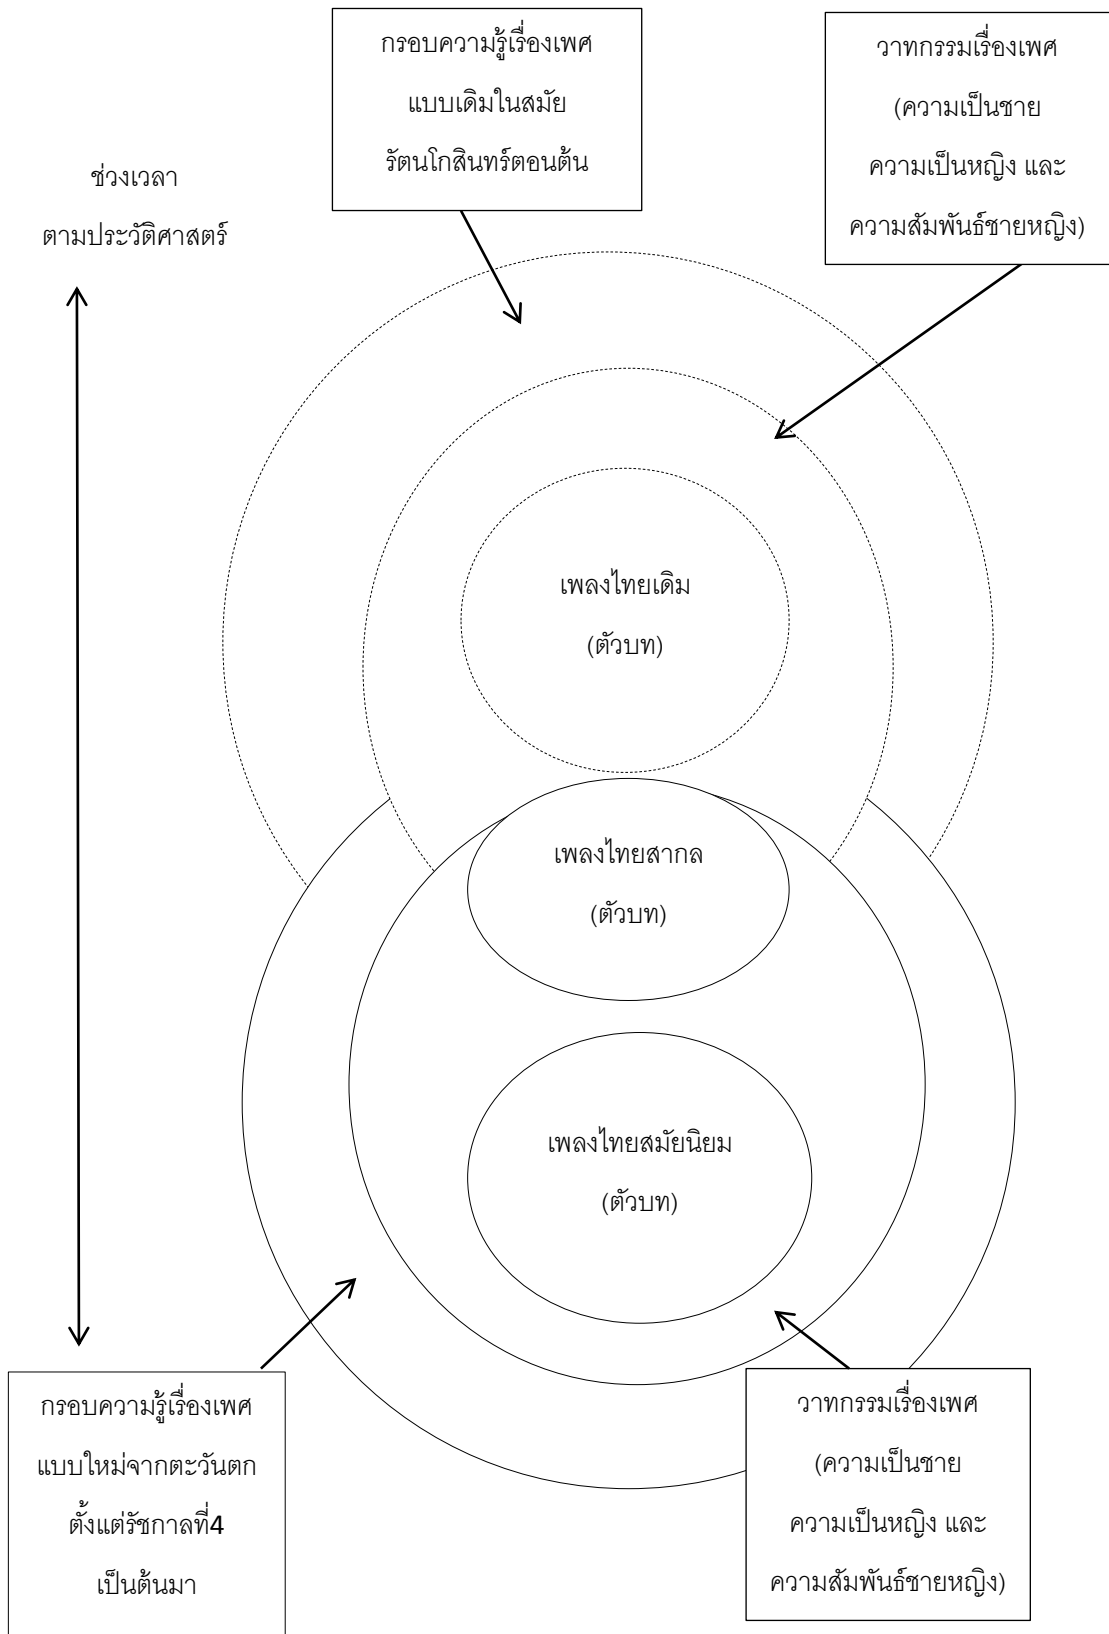 กรอบความรู้เรื่องเพศ
แบบเดิมในสมัย
รัตนโกสินทร์ตอนต้น
วาทกรรมเรื่องเพศ
(ความเป็นชาย
ความเป็นหญิง และ
ความสัมพันธ์ชายหญิง)
ช่วงเวลา
ตามประวัติศาสตร์
เพลงไทยเดิม
(ตัวบท)
เพลงไทยสากล
(ตัวบท)
เพลงไทยสมัยนิยม
(ตัวบท)
กรอบความรู้เรื่องเพศ
แบบใหม่จากตะวันตก
ตั้งแต่รัชกาลที่4
เป็นต้นมา
วาทกรรมเรื่องเพศ
(ความเป็นชาย
ความเป็นหญิง และ
ความสัมพันธ์ชายหญิง)